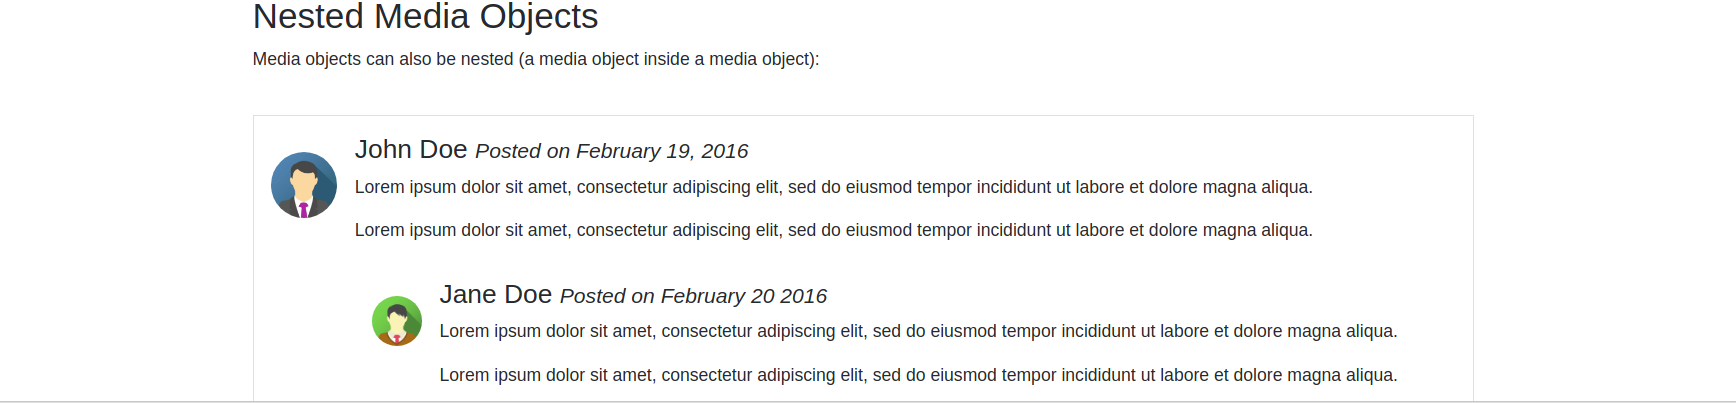 Nested Media Objects
Media objects can also be nested (a media object inside a media object):
John Doe Posted on February 19, 2016
Lorem ipsum dolor sit amet, consectetur adipiscing elit, sed do eiusmod tempor incididunt ut labore et dolore magna aliqua.
Lorem ipsum dolor sit amet, consectetur adipiscing elit, sed do eiusmod tempor incididunt ut labore et dolore magna aliqua.
Jane Doe Posted on February 20 2016
Lorem ipsum dolor sit amet, consectetur adipiscing elit, sed do eiusmod tempor incididunt ut labore et dolore magna aliqua.
Lorem ipsum dolor sit amet, consectetur adipiscing elit, sed do eiusmod tempor incididunt ut labore et dolore magna aliqua.